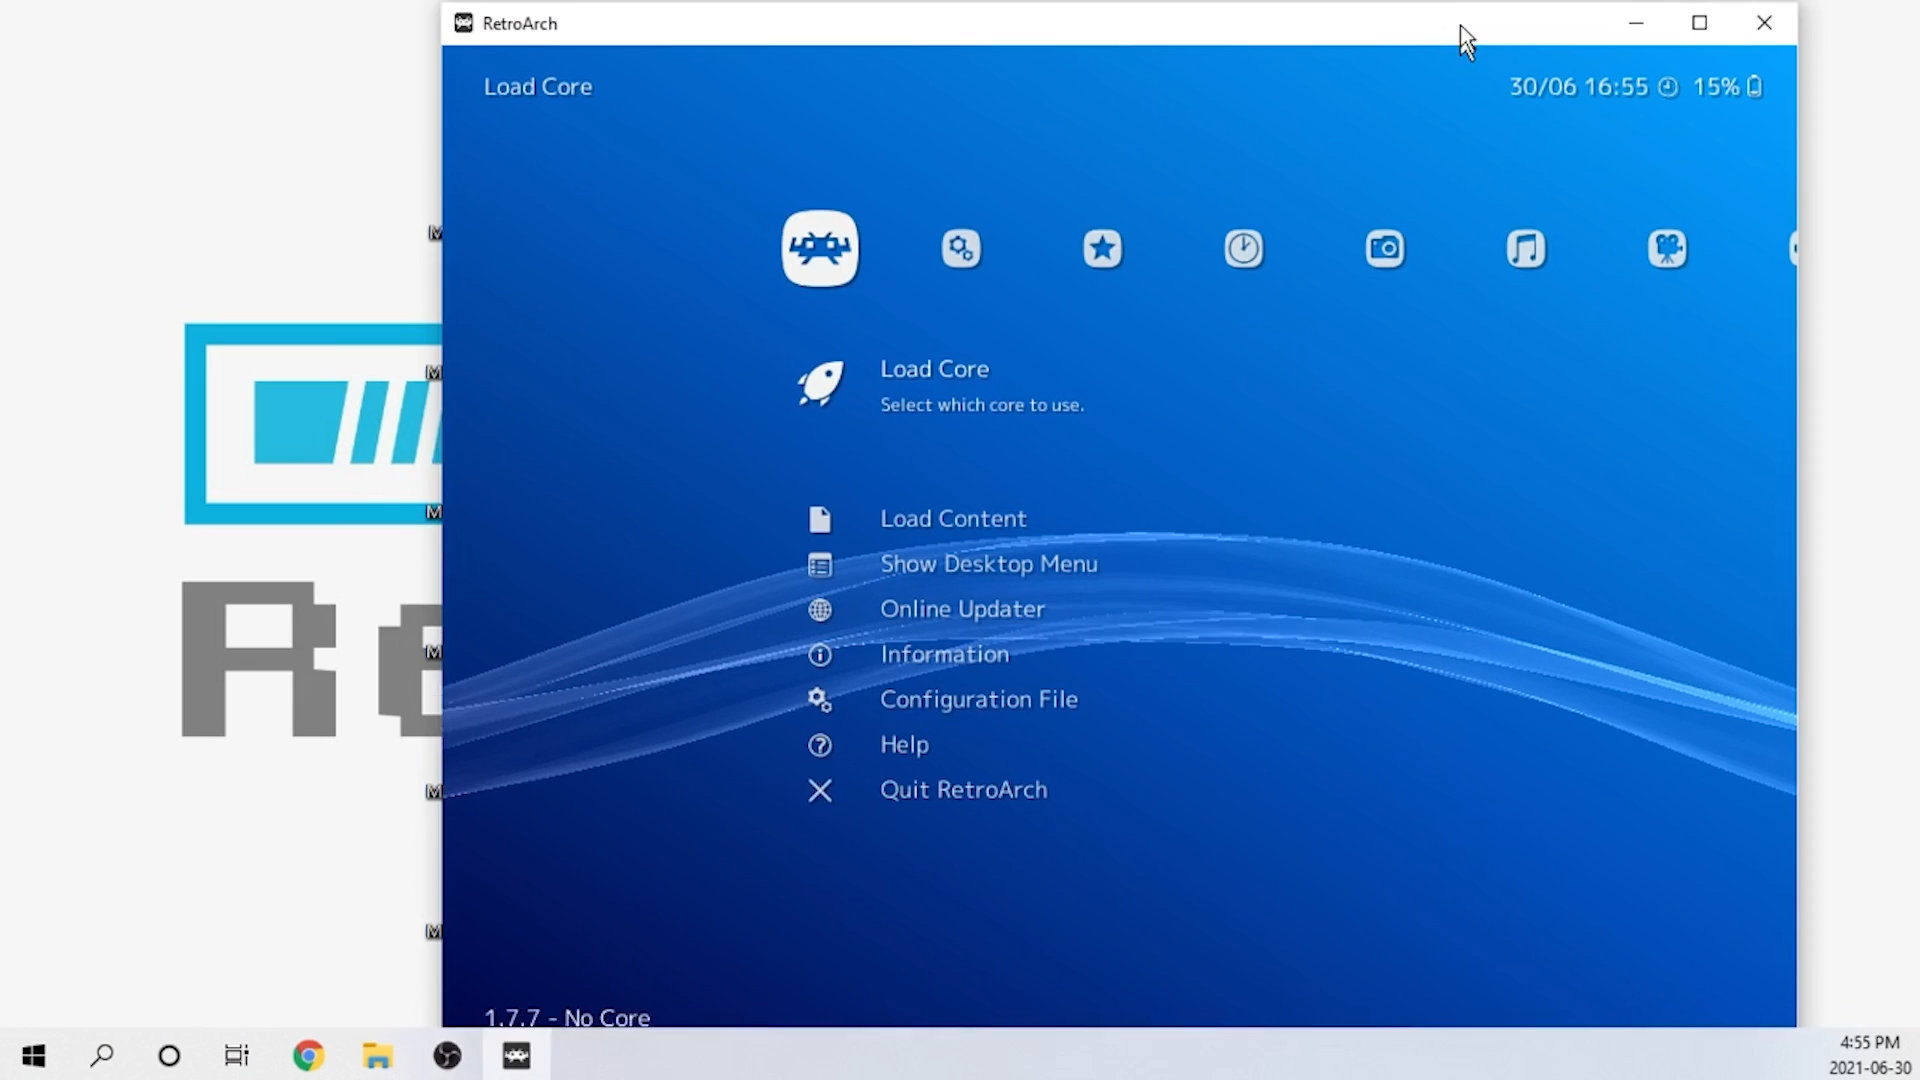 RetroArch
Load Core
30/06 16:55 15%
Load Core
Select which core to use.
Load Content
Show Desktop Menu
Online Updater
Information
Configuration File
Help
Quit RetroArch
1.7.7 - No Core
M
M
M
M
M
M
Re
4:55 PM
2021-06-30